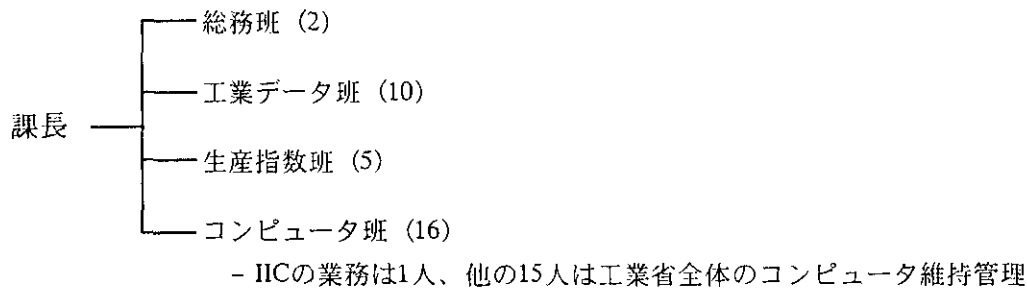 総務班 (2)
工業データ班 (10)
課長
生産指数班 (5)
コンピュータ班 (16)
– IICの業務は1人、他の15人は工業省全体のコンピュータ維持管理